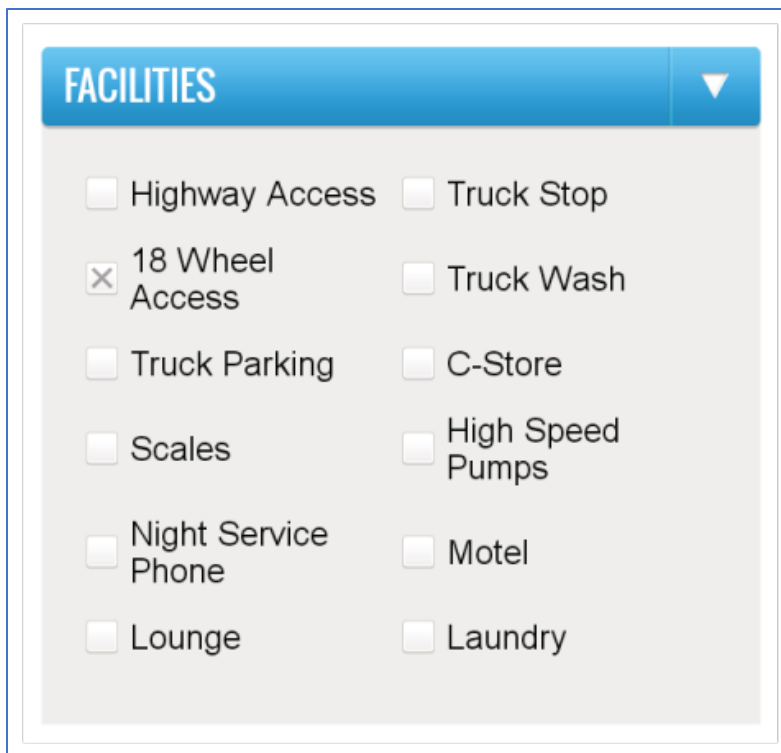 FACILITIES
Highway Access
Truck Stop
18 Wheel
Access
Truck Wash
Truck Parking
C-Store
Scales
High Speed
Pumps
Night Service
Phone
Motel
Lounge
Laundry